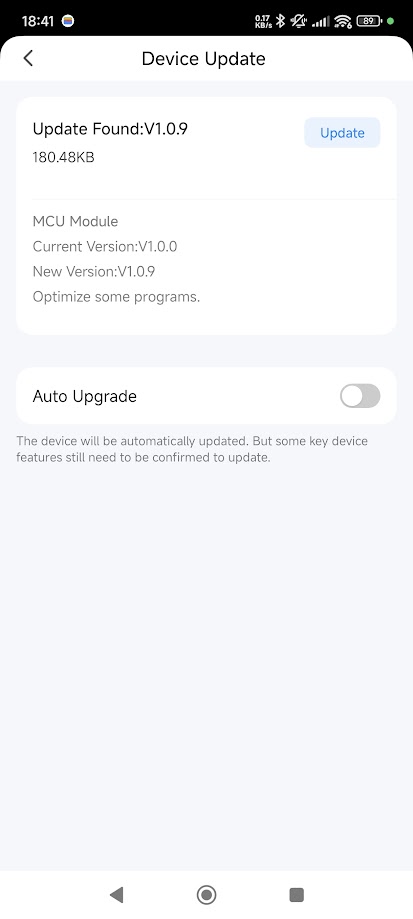 18:41
0.17
KB/s
89
Device Update
Update Found:V1.0.9
Update
180.48KB
MCU Module
Current Version:V1.0.0
New Version:V1.0.9
Optimize some programs.
Auto Upgrade
The device will be automatically updated. But some key device
features still need to be confirmed to update.